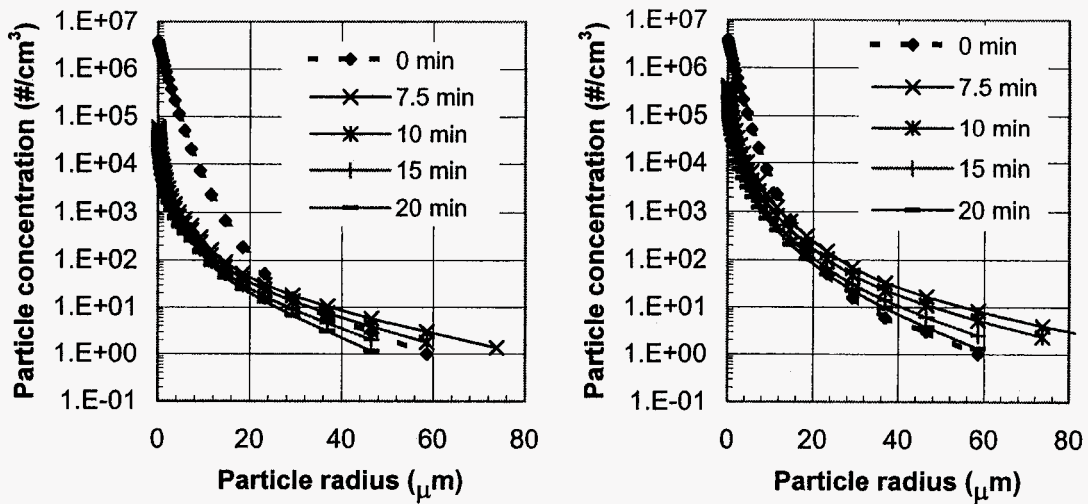 Particle concentration (#/cm³)
1.E+07
1.E+06
1.E+05
1.E+04
1.E+03
1.E+02
1.E+01
1.E+00
1.E-01
0 min
7.5 min
10 min
15 min
20 min
0 20 40 60 80
Particle radius (μm)
Particle concentration (#/cm³)
1.E+07
1.E+06
1.E+05
1.E+04
1.E+03
1.E+02
1.E+01
1.E+00
1.E-01
0 min
7.5 min
10 min
15 min
20 min
0 20 40 60 80
Particle radius (μm)